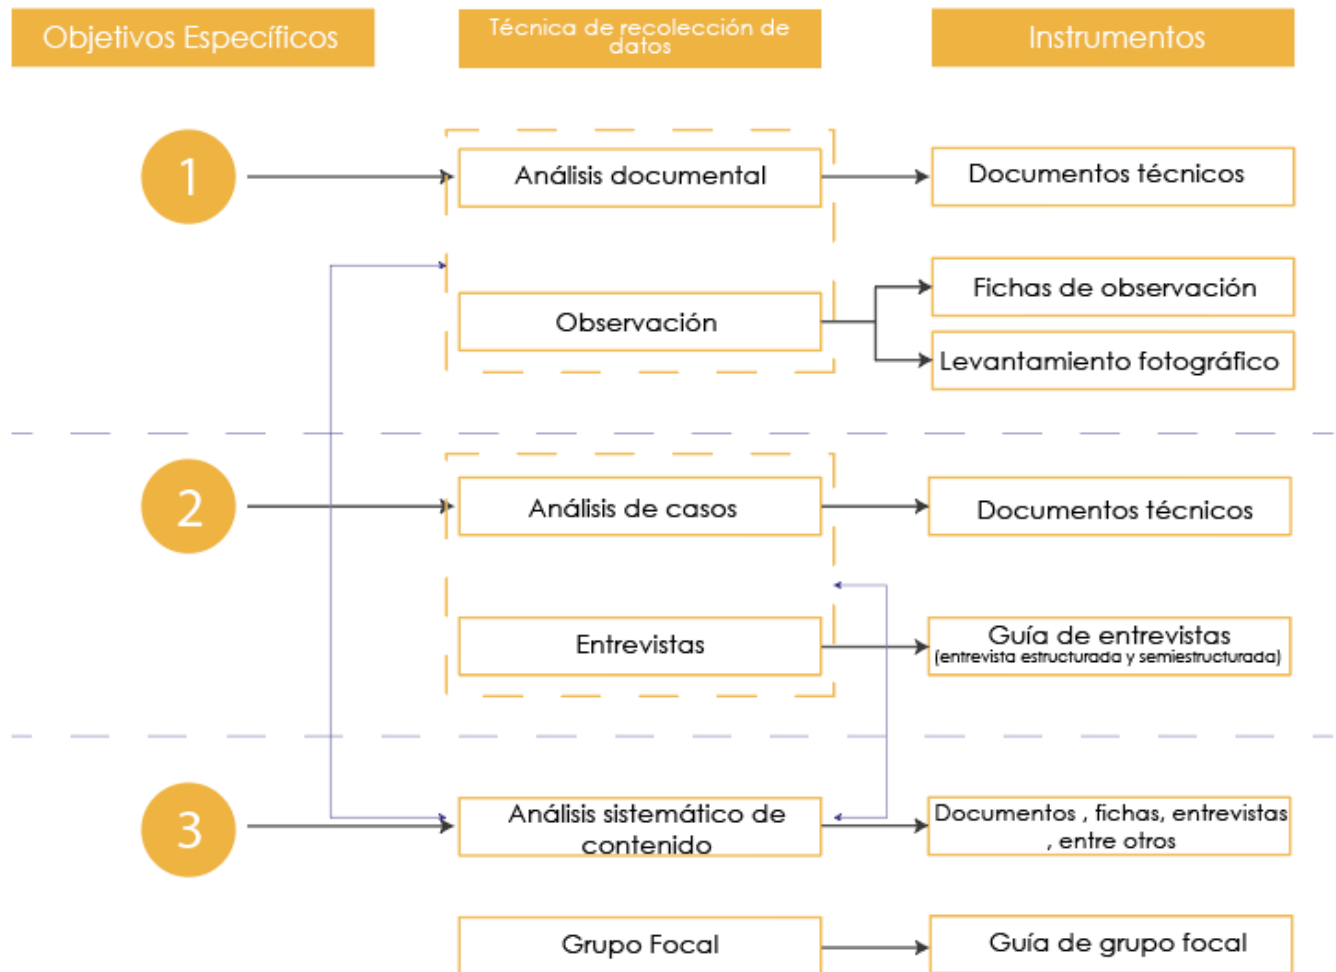 Objetivos Específicos
Técnica de recolección de
datos
Instrumentos
1
Análisis documental
Documentos técnicos
Observación
Fichas de observación
Levantamiento fotográfico
2
Análisis de casos
Documentos técnicos
Entrevistas
Guía de entrevistas
(entrevista estructurada y semiestructurada)
3
Análisis sistemático de
contenido
Documentos , fichas, entrevistas
, entre otros
Grupo Focal
Guía de grupo focal